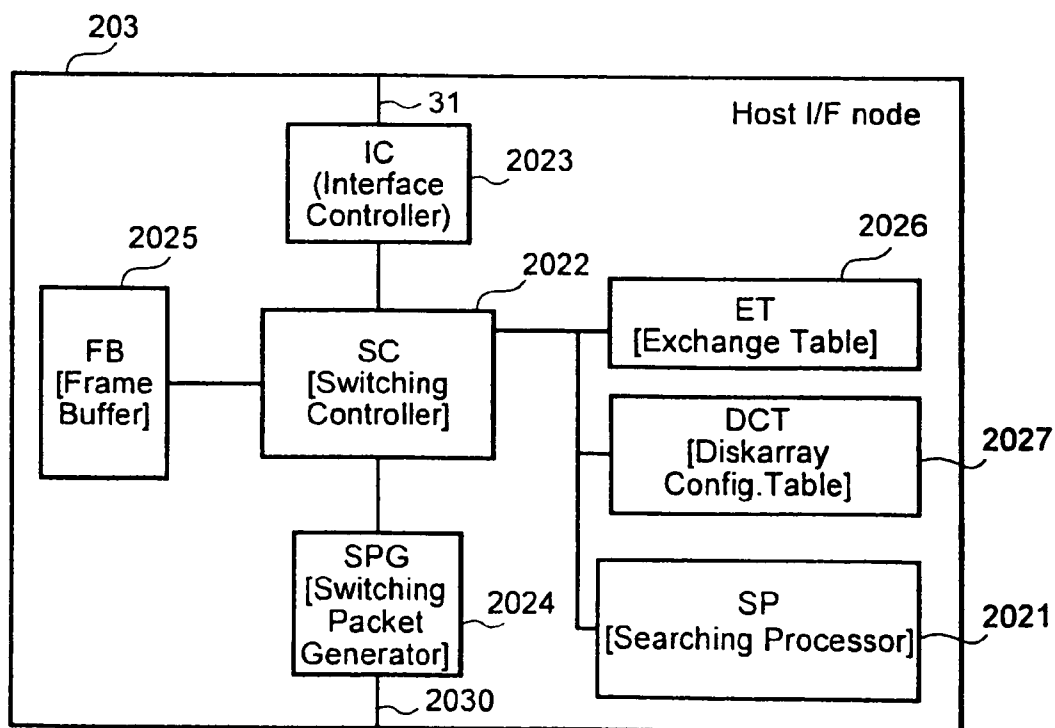 203
31
Host I/F node
IC
(Interface
Controller)
2023
2025
2022
2026
FB
[Frame
Buffer]
SC
[Switching
Controller]
ET
[Exchange Table]
DCT
[Diskarray
Config.Table]
2027
SPG
[Switching
Packet
Generator]
2024
SP
[Searching Processor]
2021
2030